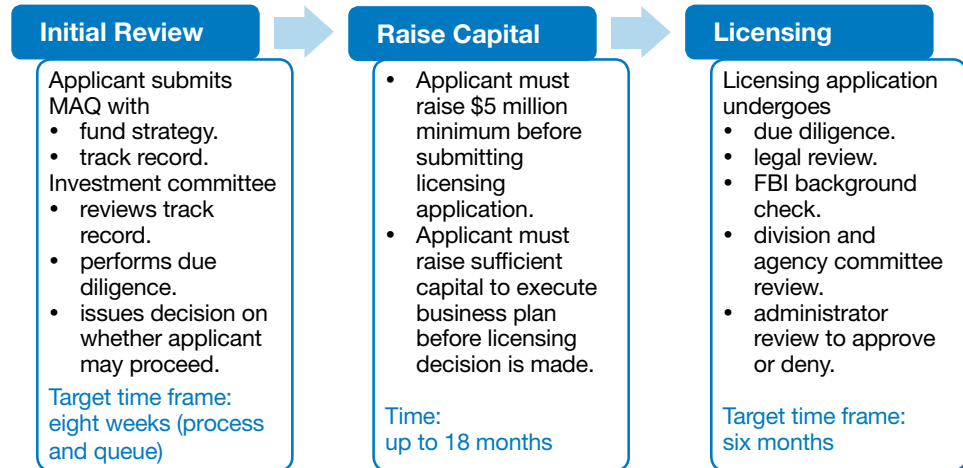 Initial Review
Applicant submits
MAQ with
• fund strategy.
• track record.
Investment committee
• reviews track
record.
• performs due
diligence.
• issues decision on
whether applicant
may proceed.
Target time frame:
eight weeks (process
and queue)
Raise Capital
• Applicant must
raise $5 million
minimum before
submitting
licensing
application.
• Applicant must
raise sufficient
capital to execute
business plan
before licensing
decision is made.
Time:
up to 18 months
Licensing
Licensing application
undergoes
• due diligence.
• legal review.
• FBI background
check.
• division and
agency committee
review.
• administrator
review to approve
or deny.
Target time frame:
six months